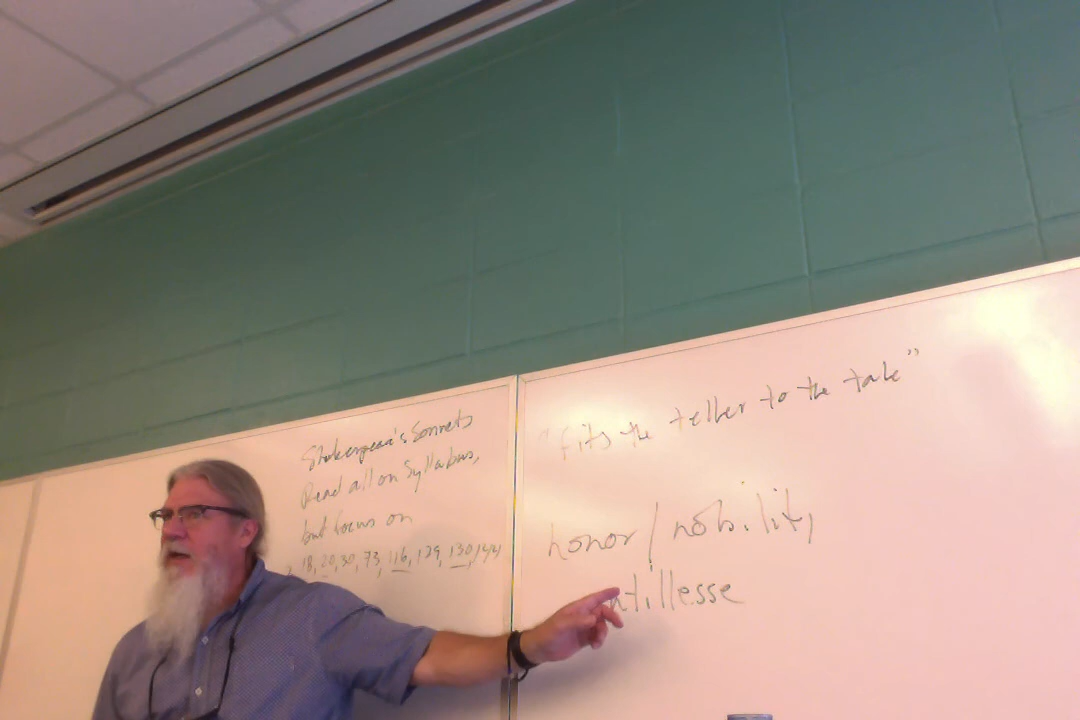 Shakespeare's Sonnets
Read all on Syllabus,
but focus on
18, 20, 30, 73, 116, 129, 130, 144
"fits the teller to the tale"
honor/nobility
ntillesse